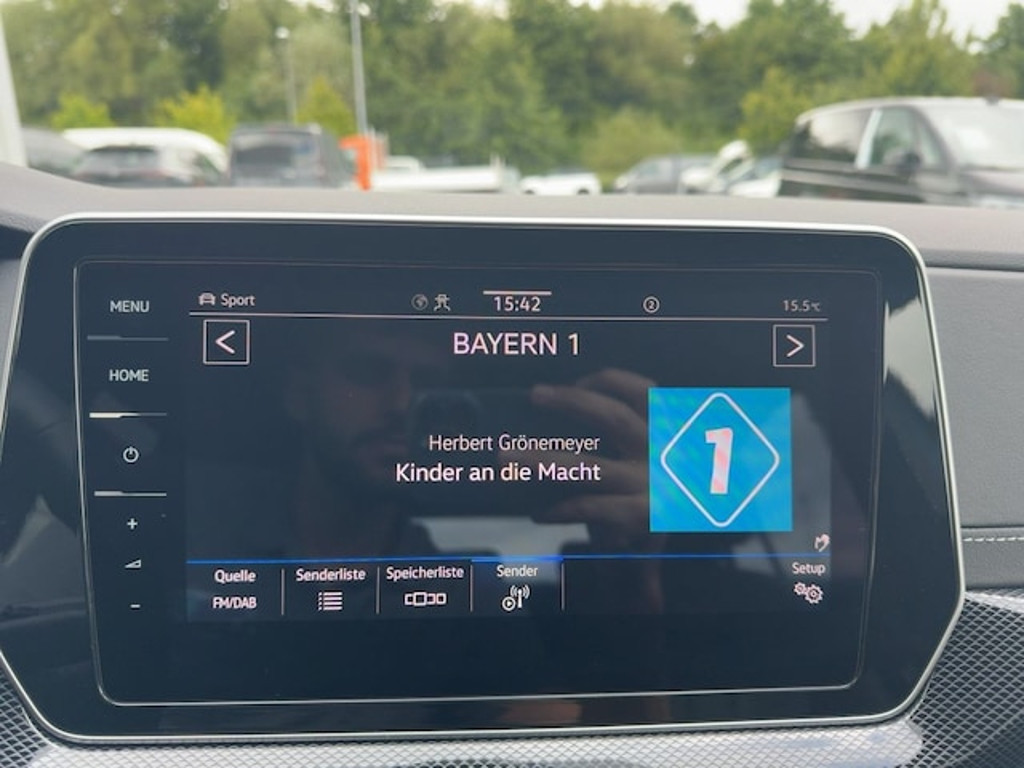 MENU
HOME
+
-
Sport
15:42
2
15.5°C
<
BAYERN 1
>
Herbert Grönemeyer
Kinder an die Macht
1
Quelle
FM/DAB
Senderliste
Speicherliste
Sender
Setup